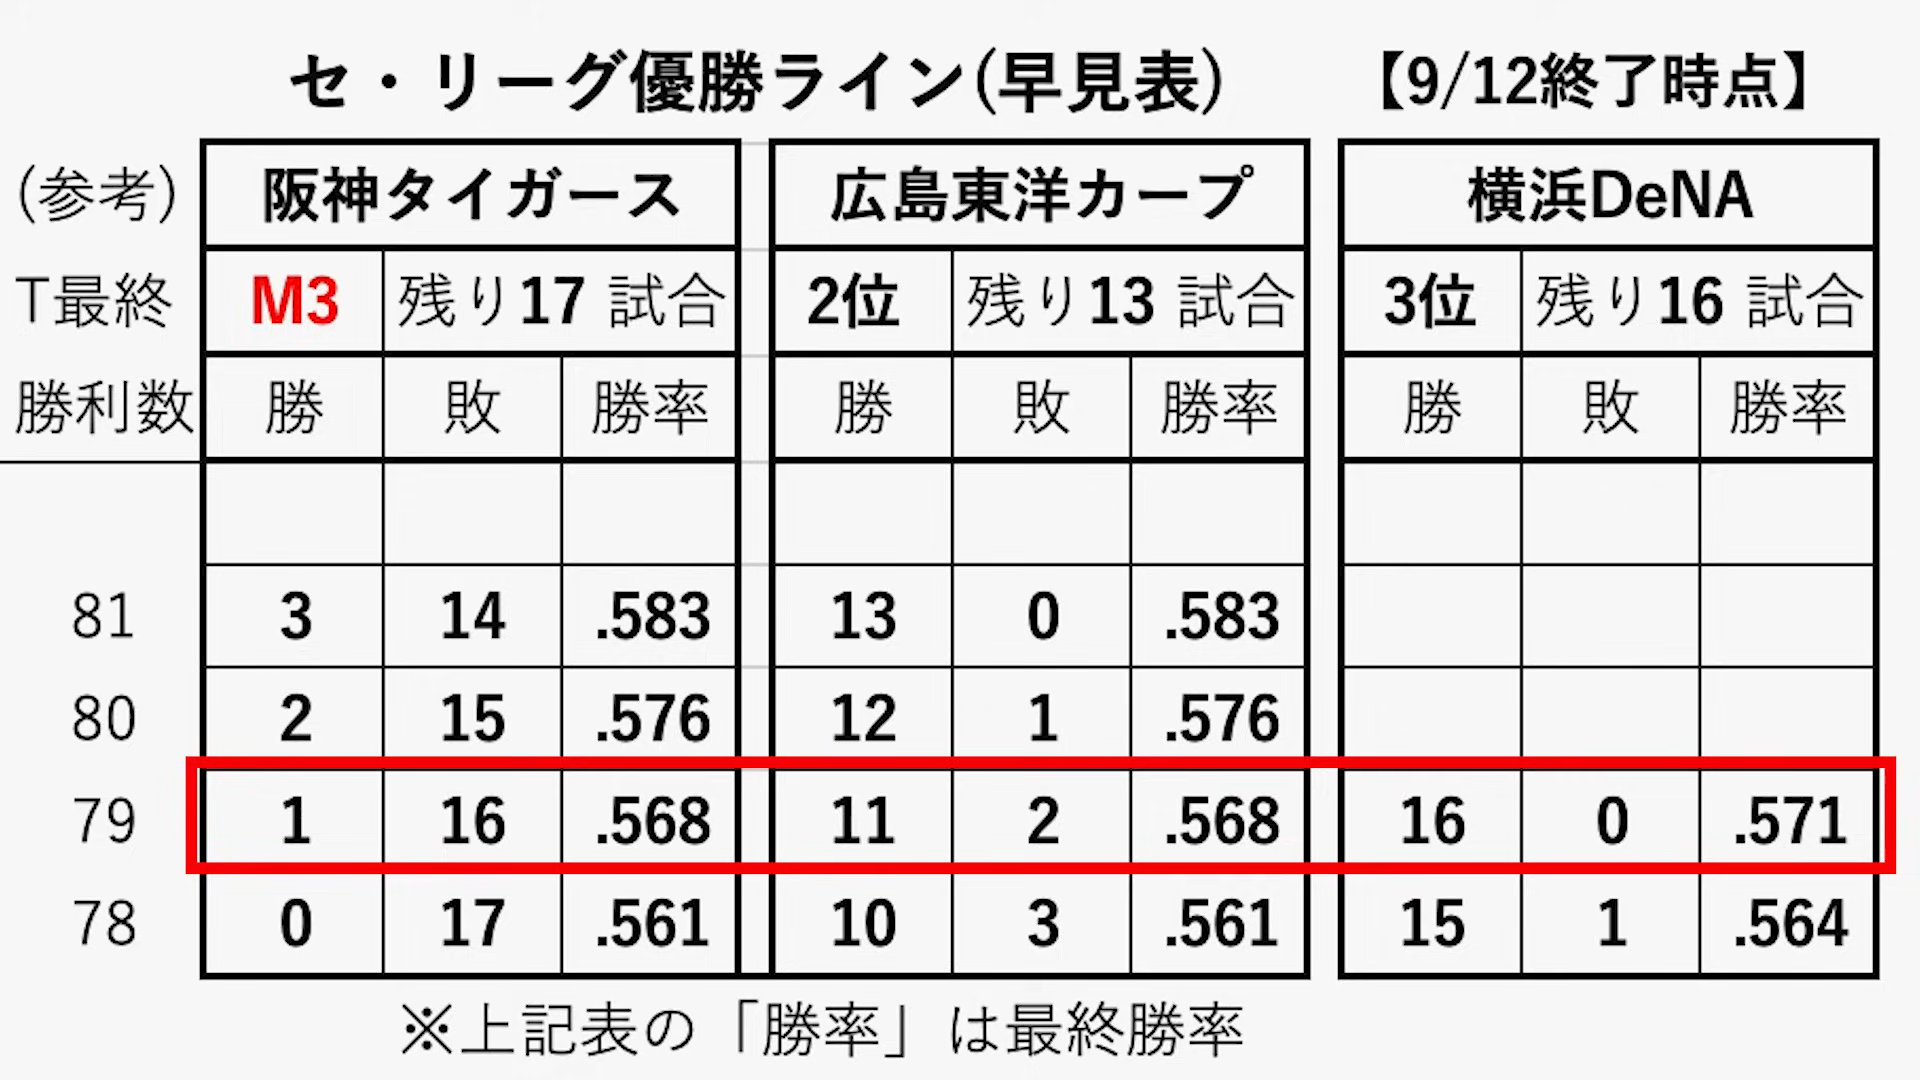 セ・リーグ優勝ライン(早見表) 【9/12終了時点】
(参考) 阪神タイガース 広島東洋カープ 横浜DeNA
T最終 M3 残り17 試合 2位 残り13 試合 3位 残り16 試合
勝利数 勝 敗 勝率 勝 敗 勝率 勝 敗 勝率
81 3 14 .583 13 0 .583
80 2 15 .576 12 1 .576
79 1 16 .568 11 2 .568 16 0 .571
78 0 17 .561 10 3 .561 15 1 .564
※上記表の「勝率」は最終勝率